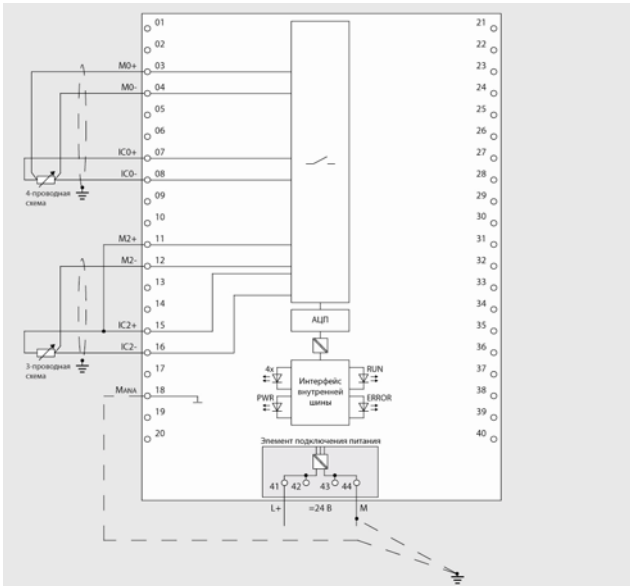 01 21
02 22
M0+ 03 23
M0- 04 24
05 25
06 26
IC0+ 07 27
IC0- 08 28
4-проводная
схема
09 29
10 30
M2+ 11 31
M2- 12 32
13 33
14 34
IC2+ 15 35
IC2- 16 36
3-проводная
схема
17 37
MANA 18 38
19 39
20 40
АЦП
4x RUN
PWR ERROR
Интерфейс
внутренней
шины
Элемент подключения питания
41 42 43 44
L+ =24 В M